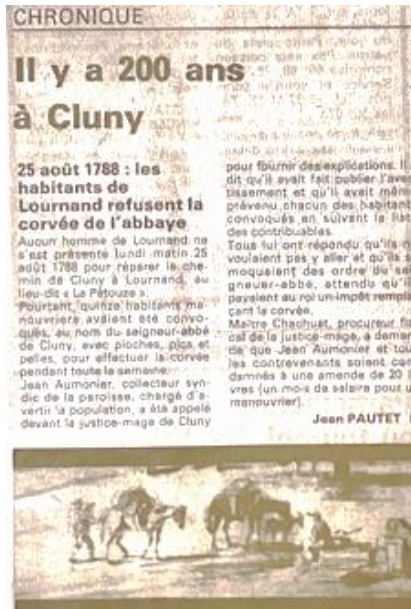 CHRONIQUE
Il y a 200 ans
à Cluny
25 août 1788 : les
habitants de
Lournand refusent la
corvée de l'abbaye
Aucun homme de Lournand ne
s'est présenté lundi matin 25
août 1788 pour réparer le che-
min de Cluny à Lournand, au
lieu-dit « La Pétouze ».
Pourtant, quinze habitants ma-
nouvriers avaient été convo-
qués, au nom du seigneur-abbé
de Cluny, avec pioches, pics et
pelles, pour effectuer la corvée
pendant toute la semaine.
Jean Aumonier, collecteur syn-
dic de la paroisse, chargé d'a-
vertir la population, a été appelé
devant la justice-mage de Cluny
pour fournir des explications. Il
dit qu'il avait fait publier l'aver
tissement et qu'il avait même
prévenu chacun des habitant
convoqués en suivant la list
des contribuables.
Tous lui ont répondu qu'ils n
voulaient pas y aller et qu'ils s
moquaient des ordre du sei
gneur-abbé, attendu qu'il
payaient au roi un impôt rempla
çant la corvée.
Maître Chachuat, procureur fis
cal de la justice-mage, a deman
dé que Jean Aumonier et tou
les contrevenants soient con
damnés à une amende de 20 l
vres (un mois de salaire pour u
manouvrier).
Jean PAUTET